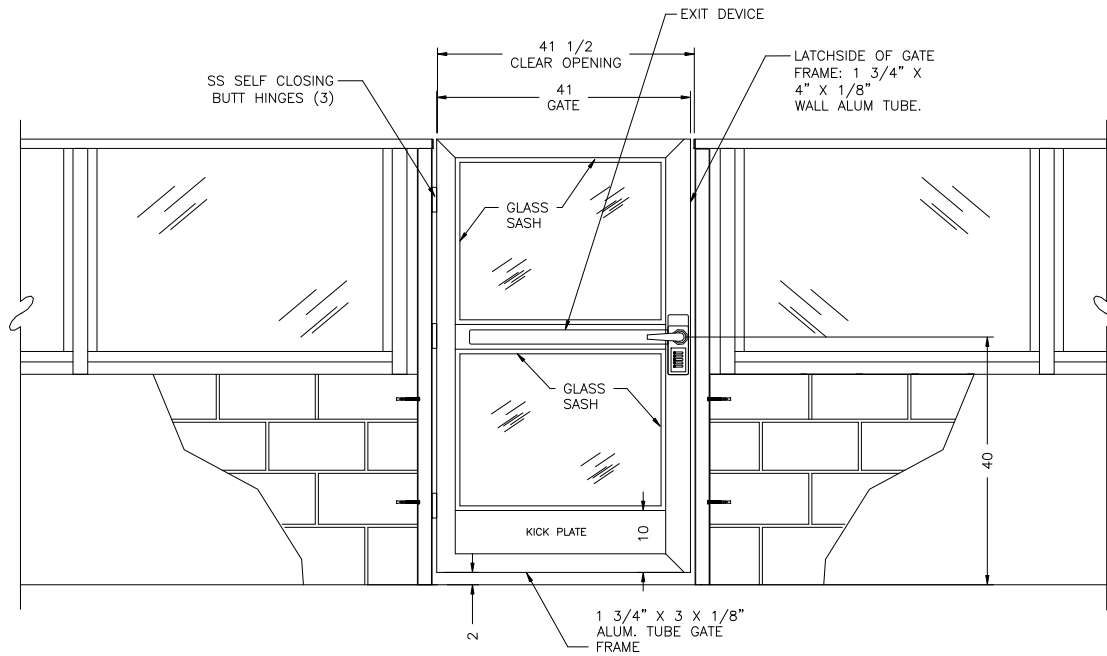 EXIT DEVICE
41 1/2
CLEAR OPENING
LATCHSIDE OF GATE
FRAME: 1 3/4" X
4" X 1/8"
WALL ALUM TUBE.
SS SELF CLOSING
BUTT HINGES (3)
41
GATE
GLASS
SASH
GLASS
SASH
40
KICK PLATE
10
2
1 3/4" X 3 X 1/8"
ALUM. TUBE GATE
FRAME